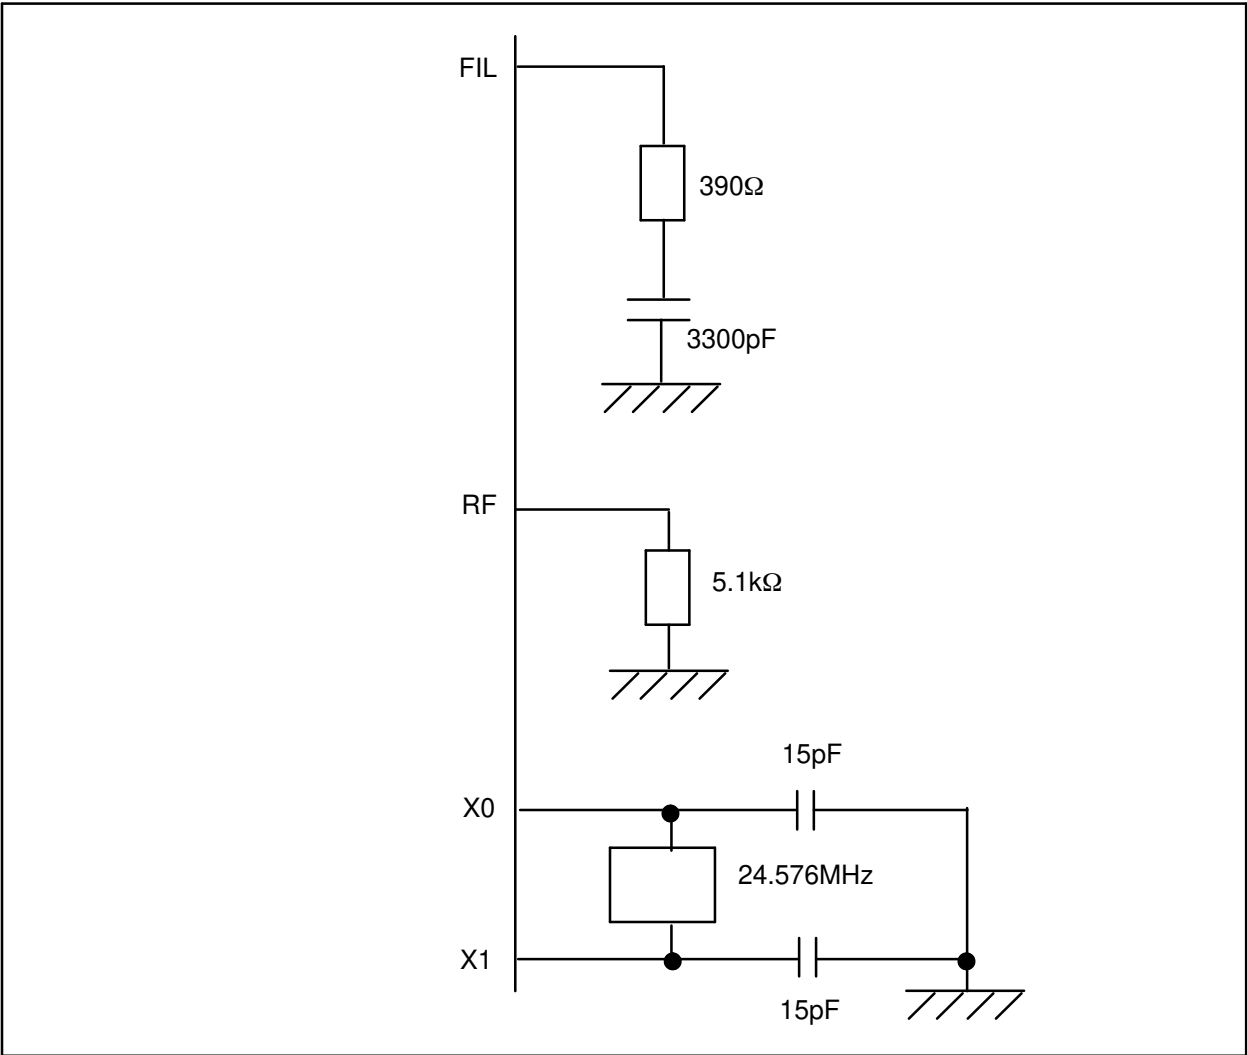 FIL
390Ω
3300pF
RF
5.1kΩ
15pF
X0
24.576MHz
X1
15pF